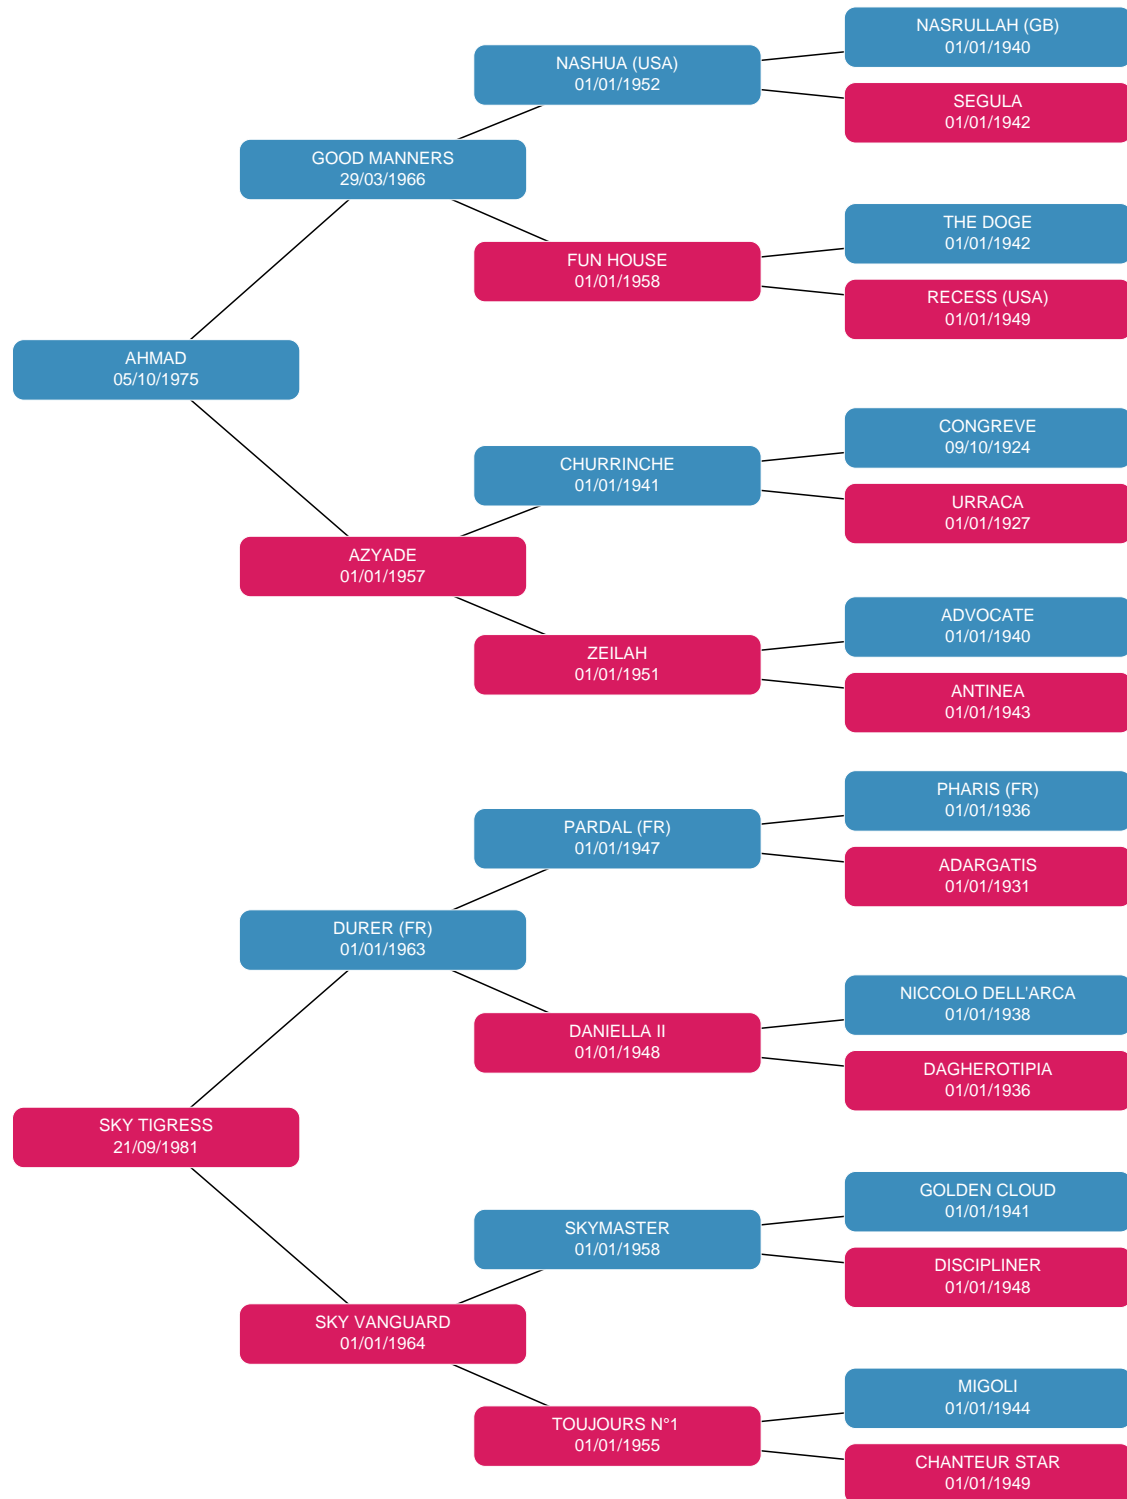 NASRULLAH (GB)
01/01/1940
NASHUA (USA)
01/01/1952
SEGULA
01/01/1942
GOOD MANNERS
29/03/1966
THE DOGE
01/01/1942
FUN HOUSE
01/01/1958
RECESS (USA)
01/01/1949
AHMAD
05/10/1975
CONGREVE
09/10/1924
CHURRINCHE
01/01/1941
URRACA
01/01/1927
AZYADE
01/01/1957
ADVOCATE
01/01/1940
ZEILAH
01/01/1951
ANTINEA
01/01/1943
PHARIS (FR)
01/01/1936
PARDAL (FR)
01/01/1947
ADARGATIS
01/01/1931
DURER (FR)
01/01/1963
NICCOLO DELL'ARCA
01/01/1938
DANIELLA II
01/01/1948
DAGHEROTIPIA
01/01/1936
SKY TIGRESS
21/09/1981
GOLDEN CLOUD
01/01/1941
SKYMASTER
01/01/1958
DISCIPLINER
01/01/1948
SKY VANGUARD
01/01/1964
MIGOLI
01/01/1944
TOUJOURS N°1
01/01/1955
CHANTEUR STAR
01/01/1949